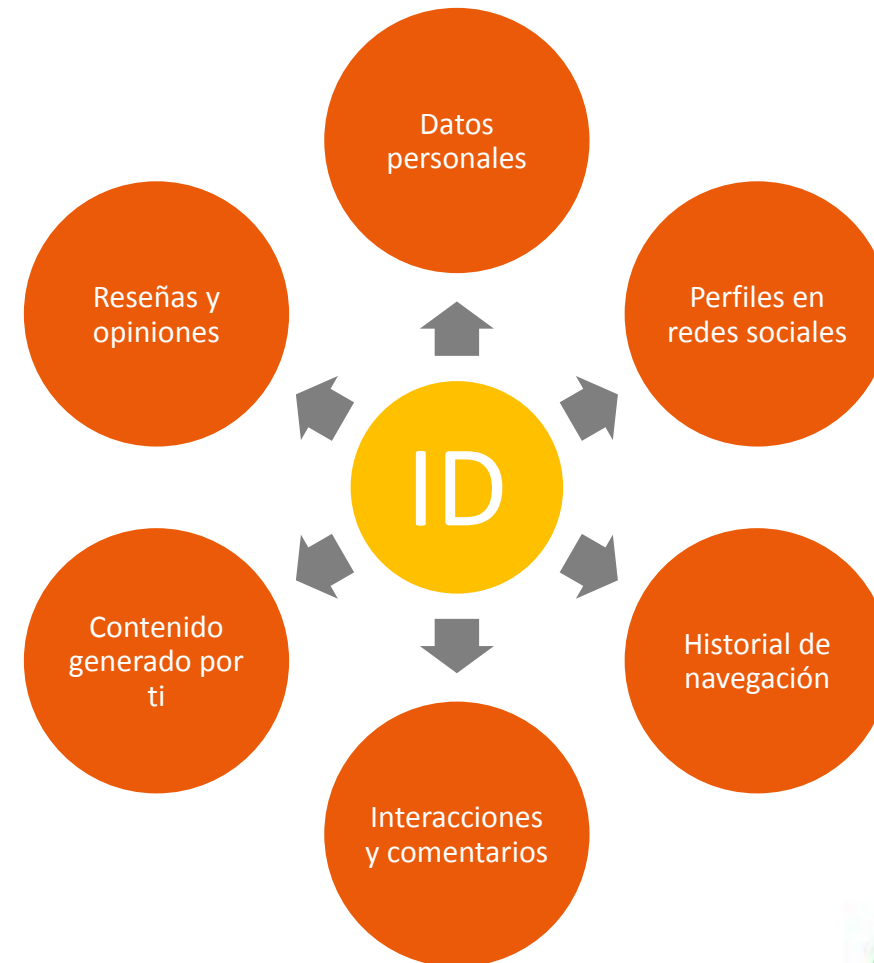 Datos
personales
Reseñas y
opiniones
Perfiles en
redes sociales
ID
Contenido
generado por
ti
Historial de
navegación
Interacciones
y comentarios